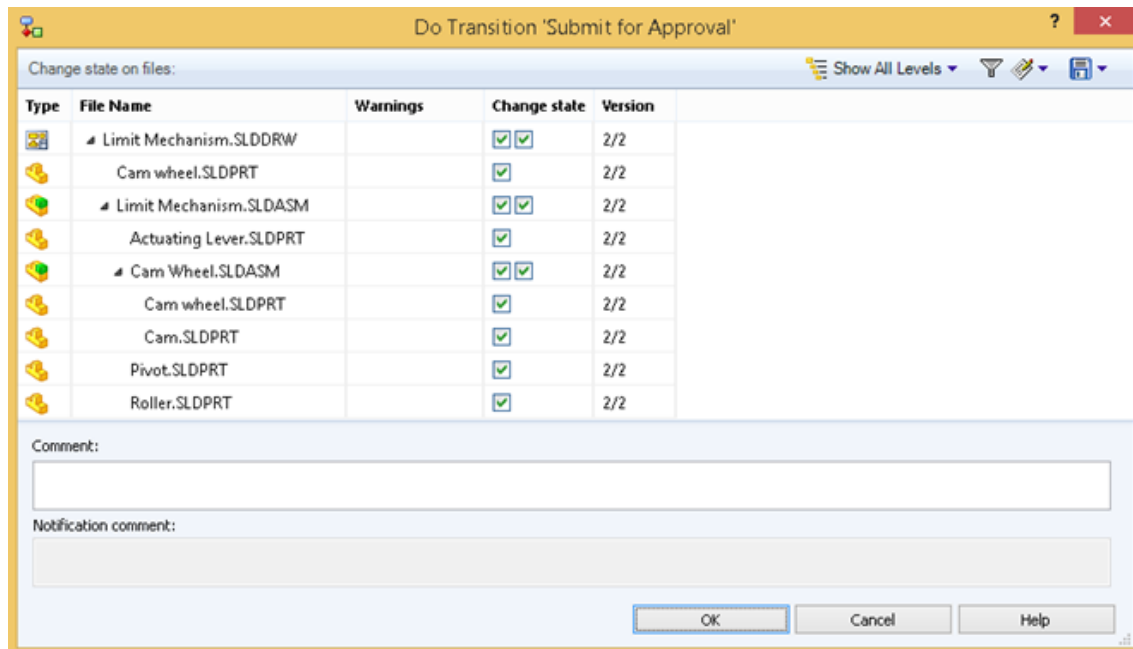 Do Transition 'Submit for Approval'
?
Change state on files:
Show All Levels
Type File Name Warnings Change state Version
Limit Mechanism.SLDDRW 2/2
Cam wheel.SLDPRT 2/2
Limit Mechanism.SLDASM 2/2
Actuating Lever.SLDPRT 2/2
Cam Wheel.SLDASM 2/2
Cam wheel.SLDPRT 2/2
Cam.SLDPRT 2/2
Pivot.SLDPRT 2/2
Roller.SLDPRT 2/2
Comment:
Notification comment:
OK Cancel Help